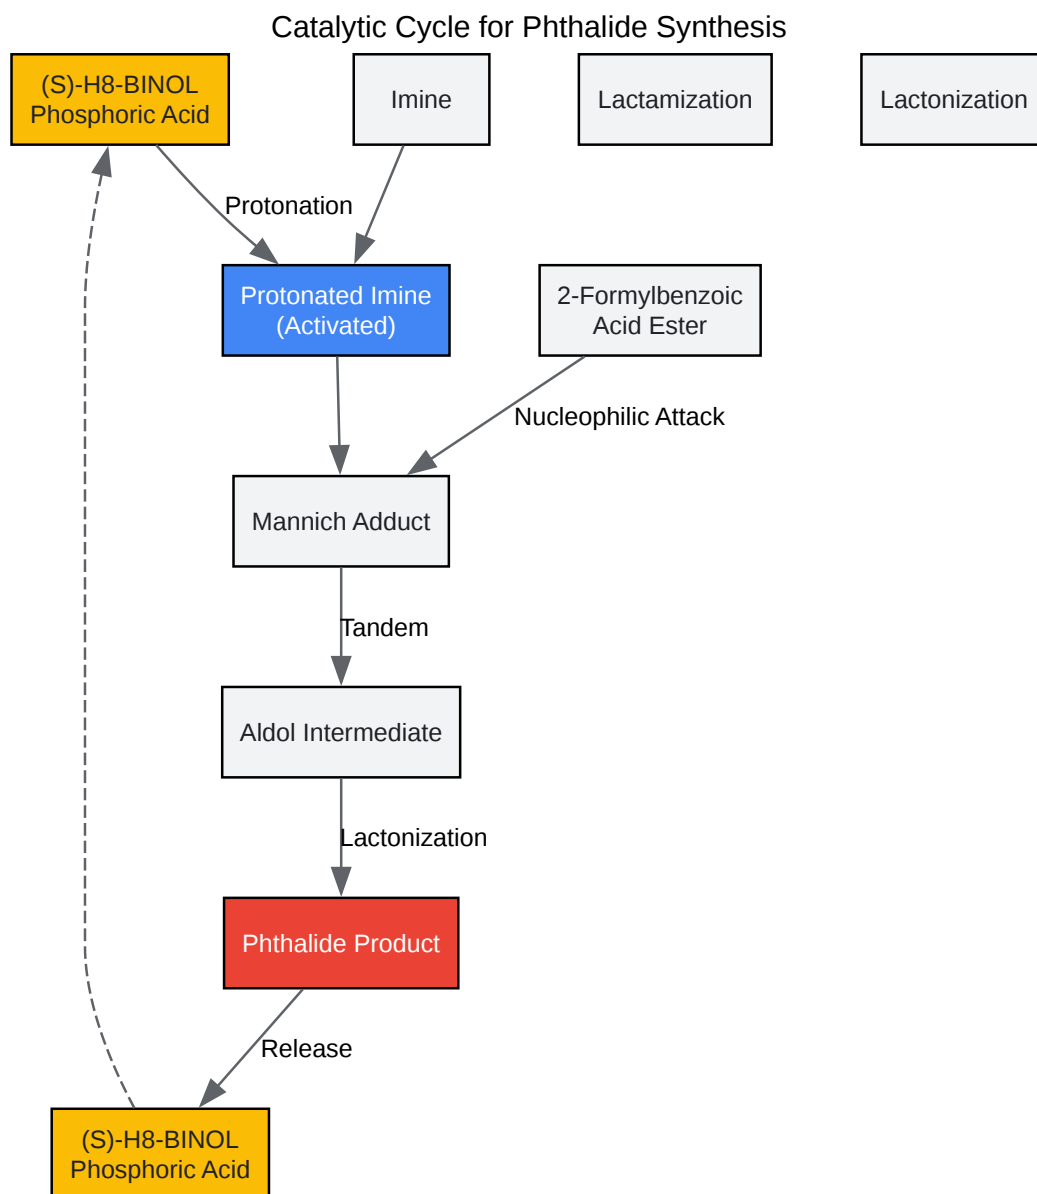 Catalytic Cycle for Phthalide Synthesis
(S)-H8-BINOL
Phosphoric Acid
Imine
Lactamization
Lactonization
Protonation
Protonated Imine
(Activated)
2-Formylbenzoic
Acid Ester
Nucleophilic Attack
Mannich Adduct
Tandem
Aldol Intermediate
Lactonization
Phthalide Product
Release
(S)-H8-BINOL
Phosphoric Acid